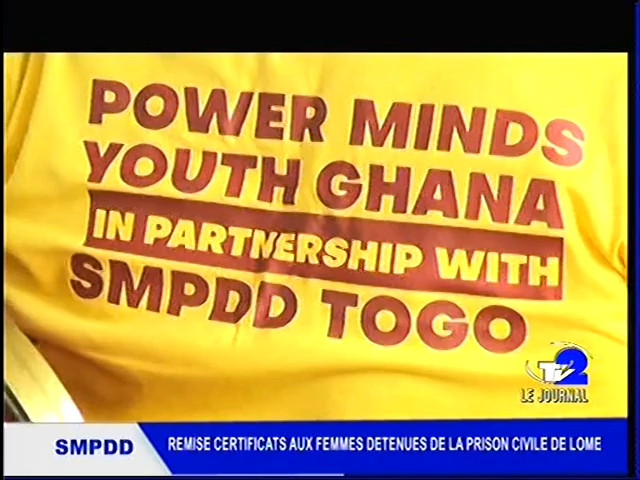 POWER MINDS
YOUTH GHANA
IN PARTNERSHIP WITH
SMPDD TOGO
TV2
LE JOURNAL
SMPDD
REMISE CERTIFICATS AUX FEMMES DETENUES DE LA PRISON CIVILE DE LOME